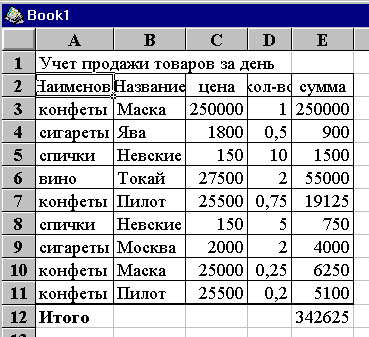 Book1
A B C D E
1 Учет продажи товаров за день
2 Наименов Название цена кол-во сумма
3 конфеты Маска 250000 1 250000
4 сигареты Ява 1800 0,5 900
5 спички Невские 150 10 1500
6 вино Токай 27500 2 55000
7 конфеты Пилот 25500 0,75 19125
8 спички Невские 150 5 750
9 сигареты Москва 2000 2 4000
10 конфеты Маска 25000 0,25 6250
11 конфеты Пилот 25500 0,2 5100
12 Итого 342625